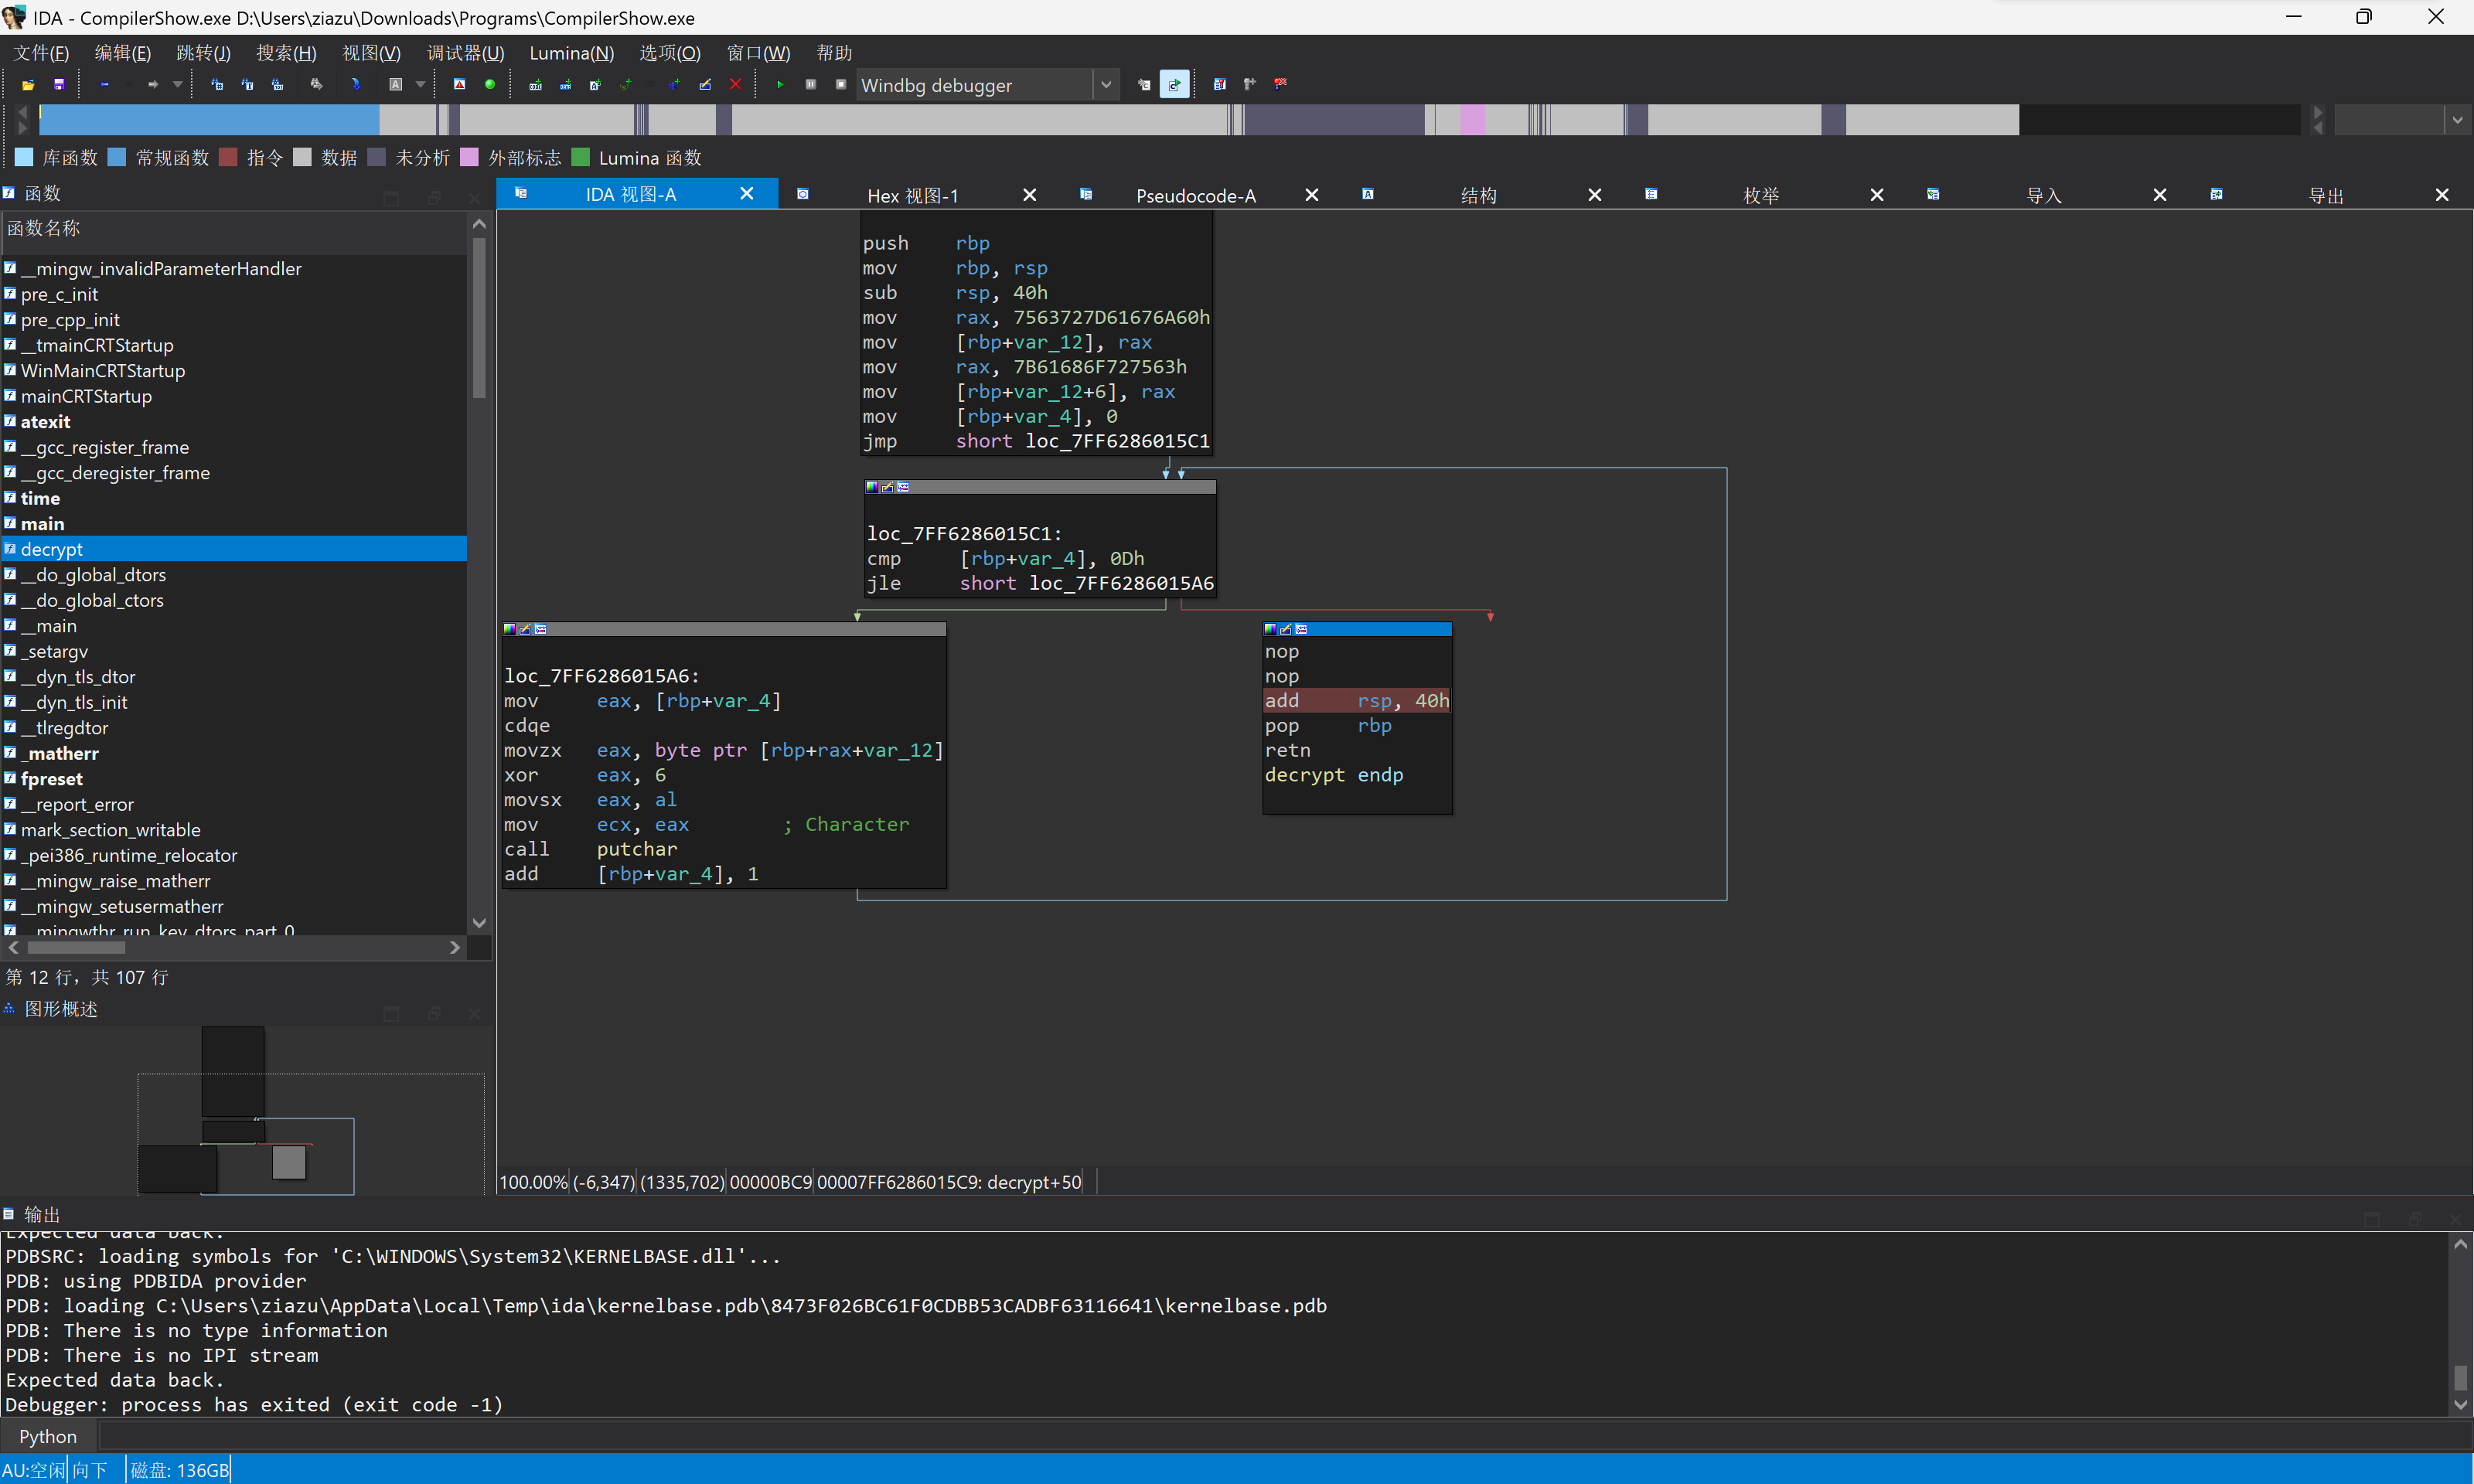 IDA - CompilerShow.exe D:\Users\ziazu\Downloads\Programs\CompilerShow.exe
文件(F) 编辑(E) 跳转(J) 搜索(H) 视图(V) 调试器(U) Lumina(N) 选项(O) 窗口(W) 帮助
Windbg debugger
库函数 常规函数 指令 数据 未分析 外部标志 Lumina 函数
函数
函数名称
__mingw_invalidParameterHandler
pre_c_init
pre_cpp_init
__tmainCRTStartup
WinMainCRTStartup
mainCRTStartup
atexit
__gcc_register_frame
__gcc_deregister_frame
time
main
decrypt
__do_global_dtors
__do_global_ctors
__main
_setargv
__dyn_tls_dtor
__dyn_tls_init
__tlregdtor
_matherr
fpreset
__report_error
mark_section_writable
_pei386_runtime_relocator
__mingw_raise_matherr
__mingw_setusermatherr
__mingwthr_run_key_dtors_part_0
第 12 行，共 107 行
图形概述
IDA 视图-A Hex 视图-1 Pseudocode-A 结构 枚举 导入 导出
push rbp
mov rbp, rsp
sub rsp, 40h
mov rax, 7563727D61676A60h
mov [rbp+var_12], rax
mov rax, 7B61686F727563h
mov [rbp+var_12+6], rax
mov [rbp+var_4], 0
jmp short loc_7FF6286015C1
loc_7FF6286015C1:
cmp [rbp+var_4], 0Dh
jle short loc_7FF6286015A6
loc_7FF6286015A6:
mov eax, [rbp+var_4]
cdqe
movzx eax, byte ptr [rbp+rax+var_12]
xor eax, 6
movsx eax, al
mov ecx, eax ; Character
call putchar
add [rbp+var_4], 1
nop
nop
add rsp, 40h
pop rbp
retn
decrypt endp
100.00% (-6,347) (1335,702) 00000BC9 00007FF6286015C9: decrypt+50
输出
Expected data back.
PDBSRC: loading symbols for 'C:\WINDOWS\System32\KERNELBASE.dll'...
PDB: using PDBIDA provider
PDB: loading C:\Users\ziazu\AppData\Local\Temp\ida\kernelbase.pdb\8473F026BC61F0CDBB53CADBF63116641\kernelbase.pdb
PDB: There is no type information
PDB: There is no IPI stream
Expected data back.
Debugger: process has exited (exit code -1)
Python
AU:空闲 向下 磁盘: 136GB